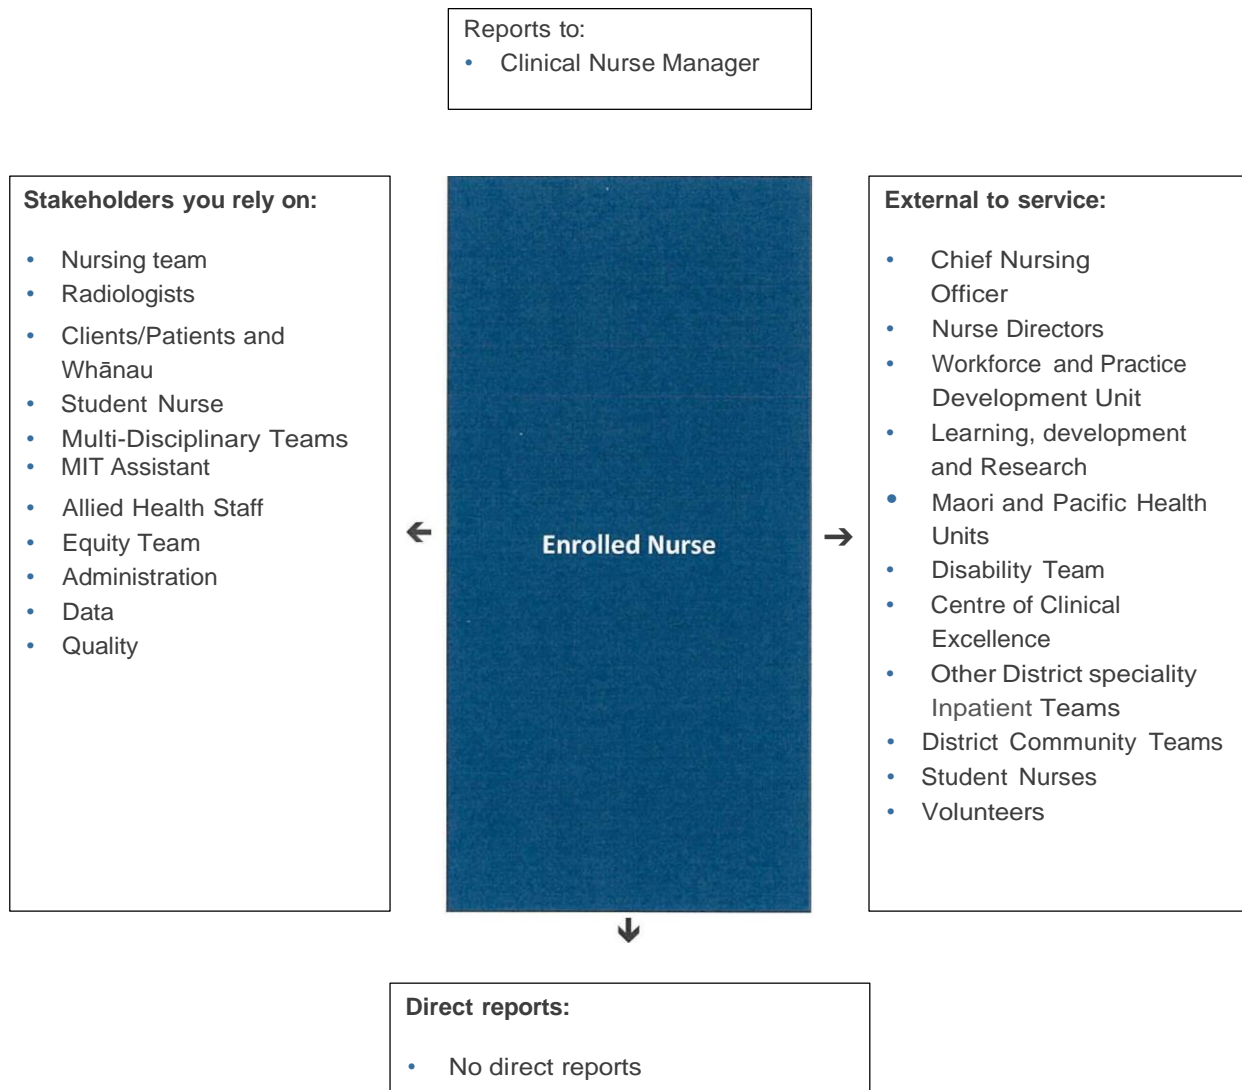 Reports to:
• Clinical Nurse Manager
Stakeholders you rely on:
• Nursing team
• Radiologists
• Clients/Patients and
Whānau
• Student Nurse
• Multi-Disciplinary Teams
• MIT Assistant
• Allied Health Staff
• Equity Team
• Administration
• Data
• Quality
←
Enrolled Nurse
→
External to service:
• Chief Nursing
Officer
• Nurse Directors
• Workforce and Practice
Development Unit
• Learning, development
and Research
• Maori and Pacific Health
Units
• Disability Team
• Centre of Clinical
Excellence
• Other District speciality
Inpatient Teams
• District Community Teams
• Student Nurses
• Volunteers
↓
Direct reports:
• No direct reports